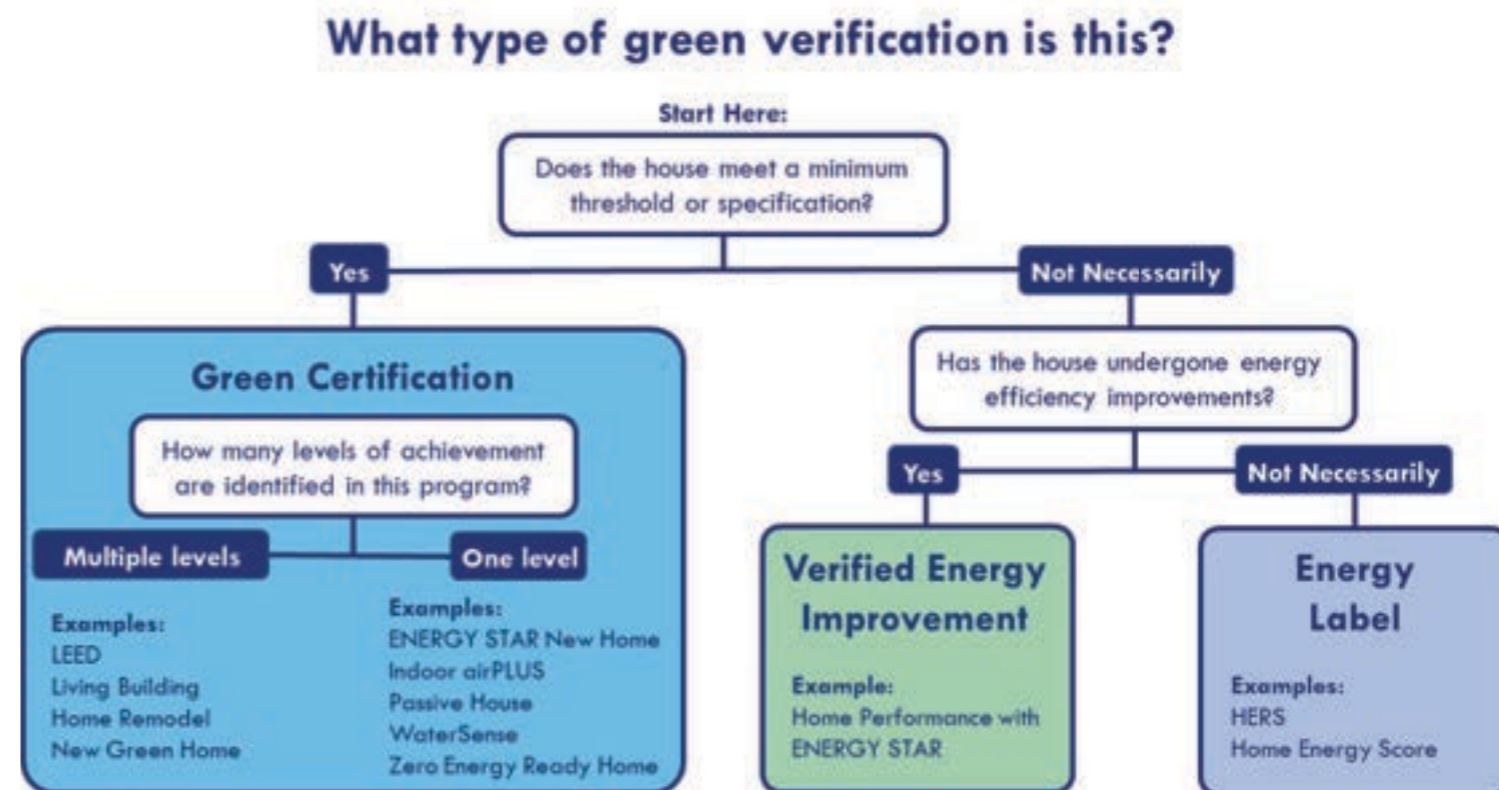 What type of green verification is this?
Start Here:
Does the house meet a minimum
threshold or specification?
Yes
Not Necessarily
Green Certification
How many levels of achievement
are identified in this program?
Multiple levels
One level
Examples:
LEED
Living Building
Home Remodel
New Green Home
Examples:
ENERGY STAR New Home
Indoor airPLUS
Passive House
WaterSense
Zero Energy Ready Home
Has the house undergone energy
efficiency improvements?
Yes
Not Necessarily
Verified Energy
Improvement
Example:
Home Performance with
ENERGY STAR
Energy
Label
Examples:
HERS
Home Energy Score